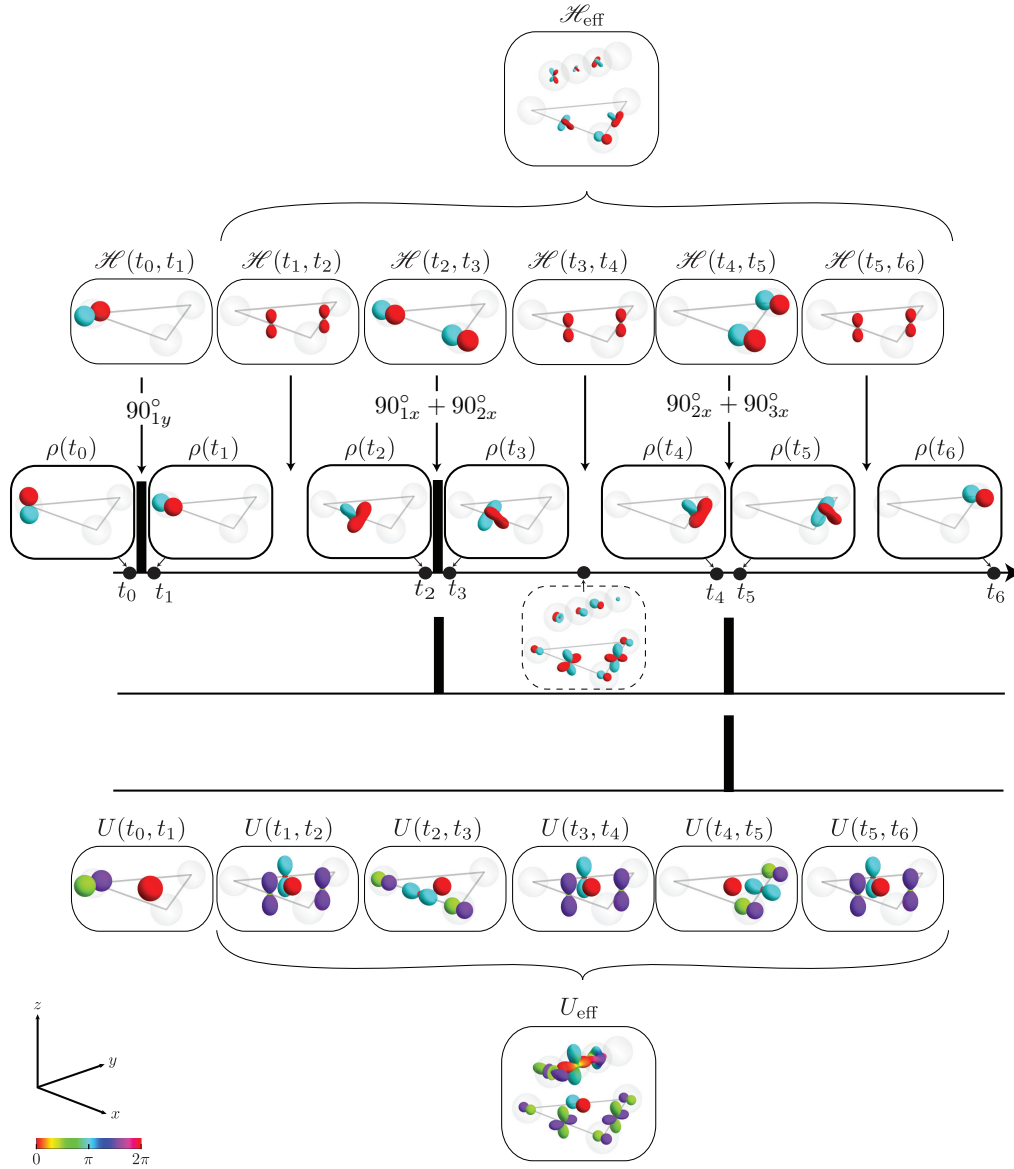 ℋeff
ℋ(t0, t1) ℋ(t1, t2) ℋ(t2, t3) ℋ(t3, t4) ℋ(t4, t5) ℋ(t5, t6)
90°1y 90°1x + 90°2x 90°2x + 90°3x
ρ(t0) ρ(t1) ρ(t2) ρ(t3) ρ(t4) ρ(t5) ρ(t6)
t0 t1 t2 t3 t4 t5 t6
U(t0, t1) U(t1, t2) U(t2, t3) U(t3, t4) U(t4, t5) U(t5, t6)
Ueff
z
y
x
0 π 2π